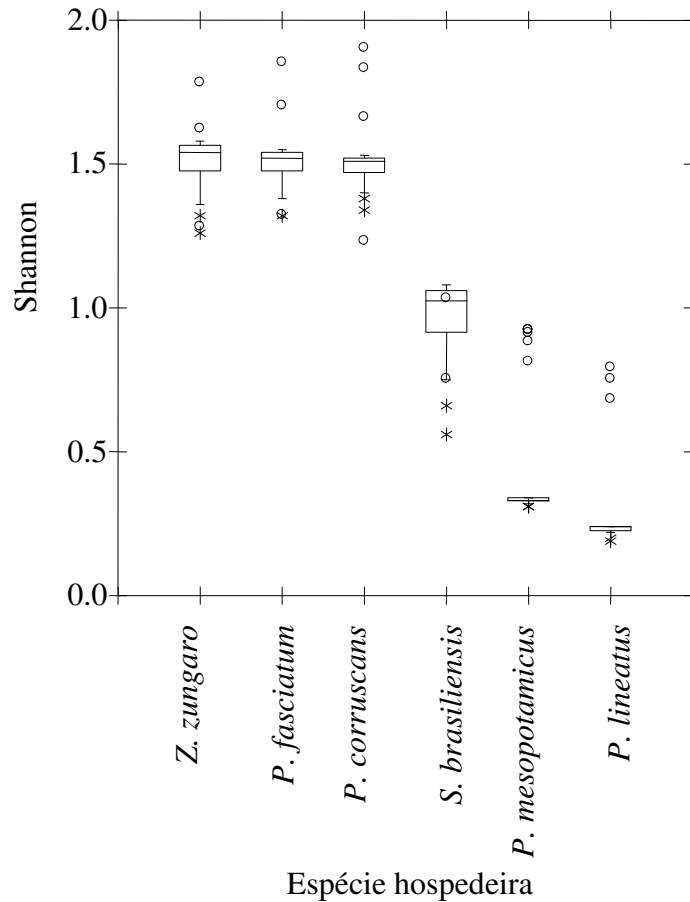 2.0
1.5
1.0
0.5
0.0
Shannon
Z. zungaro
P. fasciatum
P. corruscans
S. brasiliensis
P. mesopotamicus
P. lineatus
Espécie hospedeira